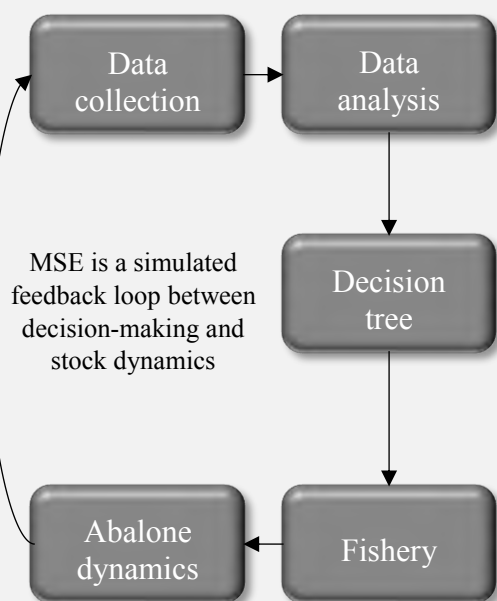 Data
collection
Data
analysis
MSE is a simulated
feedback loop between
decision-making and
stock dynamics
Decision
tree
Abalone
dynamics
Fishery